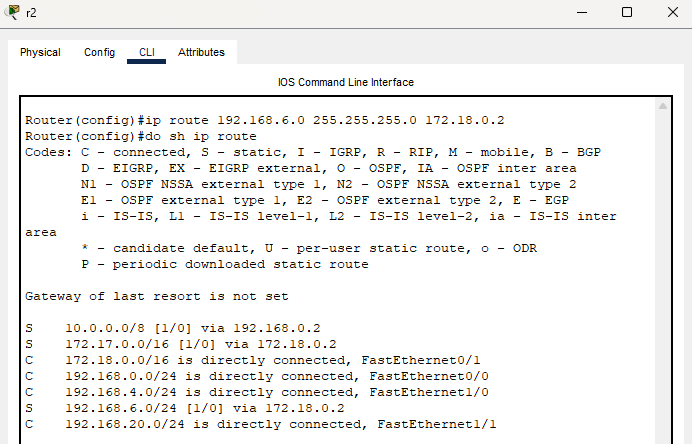 r2
Physical Config CLI Attributes
IOS Command Line Interface
Router(config)#ip route 192.168.6.0 255.255.255.0 172.18.0.2
Router(config)#do sh ip route
Codes: C - connected, S - static, I - IGRP, R - RIP, M - mobile, B - BGP
       D - EIGRP, EX - EIGRP external, O - OSPF, IA - OSPF inter area
       N1 - OSPF NSSA external type 1, N2 - OSPF NSSA external type 2
       E1 - OSPF external type 1, E2 - OSPF external type 2, E - EGP
       i - IS-IS, L1 - IS-IS level-1, L2 - IS-IS level-2, ia - IS-IS inter
area
       * - candidate default, U - per-user static route, o - ODR
       P - periodic downloaded static route
Gateway of last resort is not set
S    10.0.0.0/8 [1/0] via 192.168.0.2
S    172.17.0.0/16 [1/0] via 172.18.0.2
C    172.18.0.0/16 is directly connected, FastEthernet0/1
C    192.168.0.0/24 is directly connected, FastEthernet0/0
C    192.168.4.0/24 is directly connected, FastEthernet1/0
S    192.168.6.0/24 [1/0] via 172.18.0.2
C    192.168.20.0/24 is directly connected, FastEthernet1/1